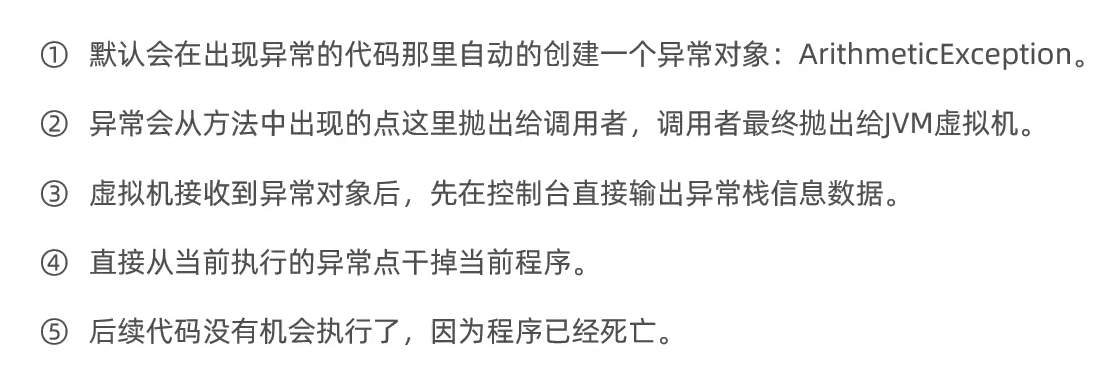 ① 默认会在出现异常的代码那里自动的创建一个异常对象：ArithmeticException。
② 异常会从方法中出现的点这里抛出给调用者，调用者最终抛出给JVM虚拟机。
③ 虚拟机接收到异常对象后，先在控制台直接输出异常栈信息数据。
④ 直接从当前执行的异常点干掉当前程序。
⑤ 后续代码没有机会执行了，因为程序已经死亡。